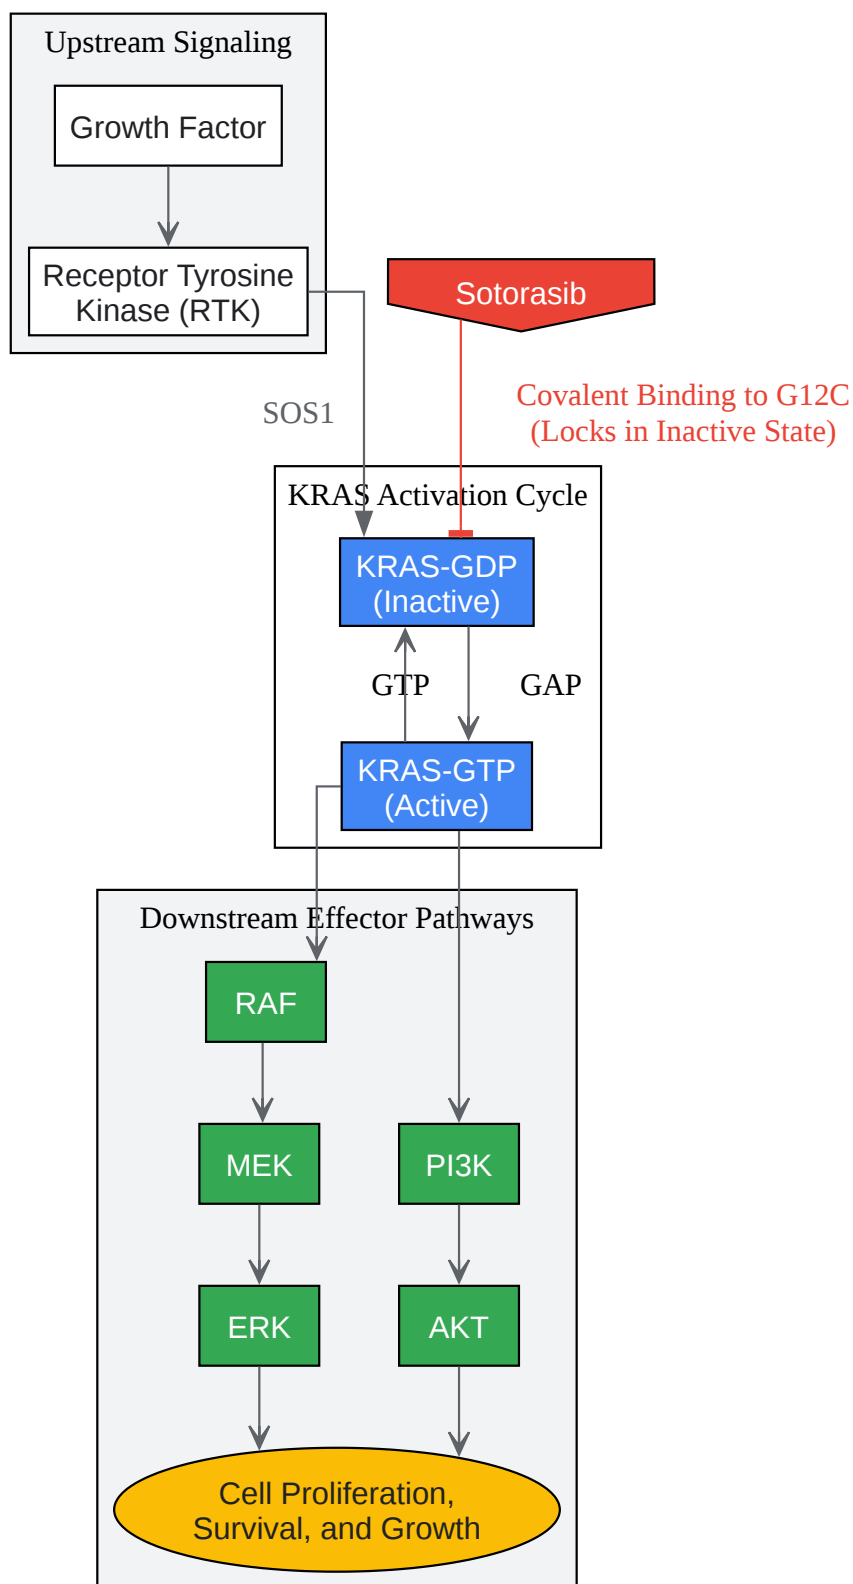 Upstream Signaling
Growth Factor
Receptor Tyrosine
Kinase (RTK)
Sotorasib
SOS1
Covalent Binding to G12C
(Locks in Inactive State)
KRAS Activation Cycle
KRAS-GDP
(Inactive)
GTP
GAP
KRAS-GTP
(Active)
Downstream Effector Pathways
RAF
MEK
PI3K
ERK
AKT
Cell Proliferation,
Survival, and Growth